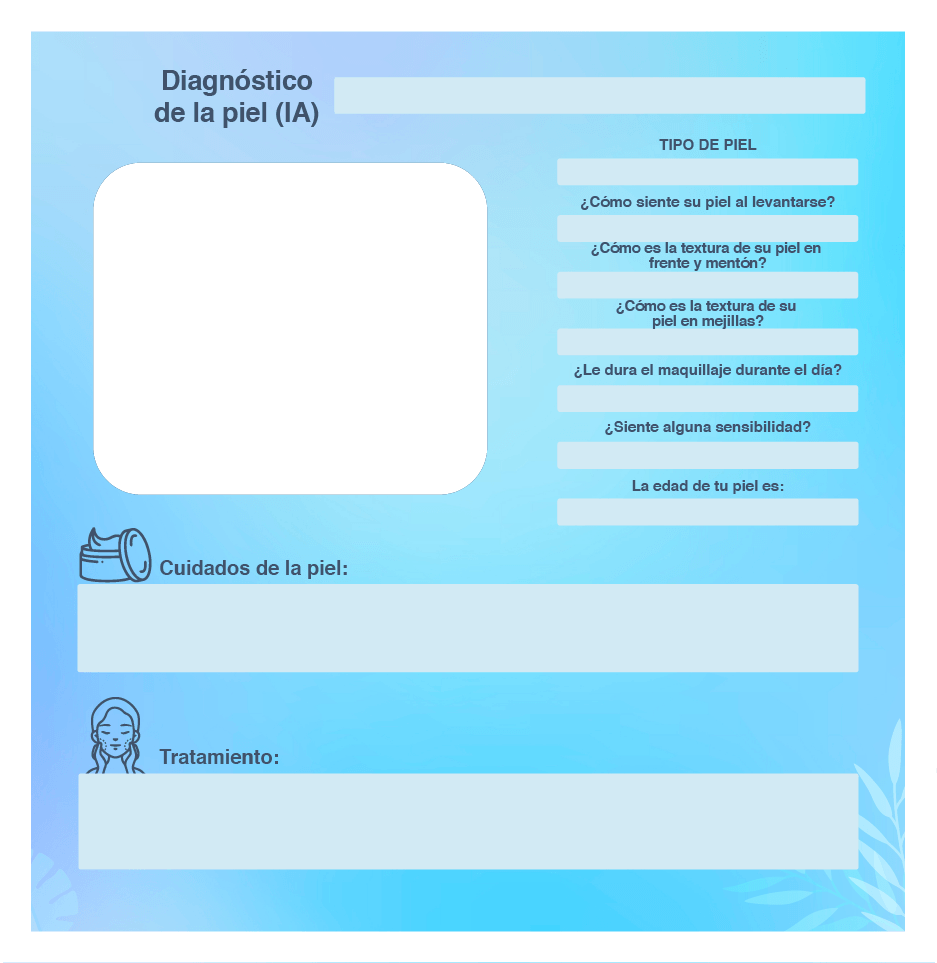 Diagnóstico
de la piel (IA)
TIPO DE PIEL
¿Cómo siente su piel al levantarse?
¿Cómo es la textura de su piel en
frente y mentón?
¿Cómo es la textura de su
piel en mejillas?
¿Le dura el maquillaje durante el día?
¿Siente alguna sensibilidad?
La edad de tu piel es:
Cuidados de la piel:
Tratamiento: